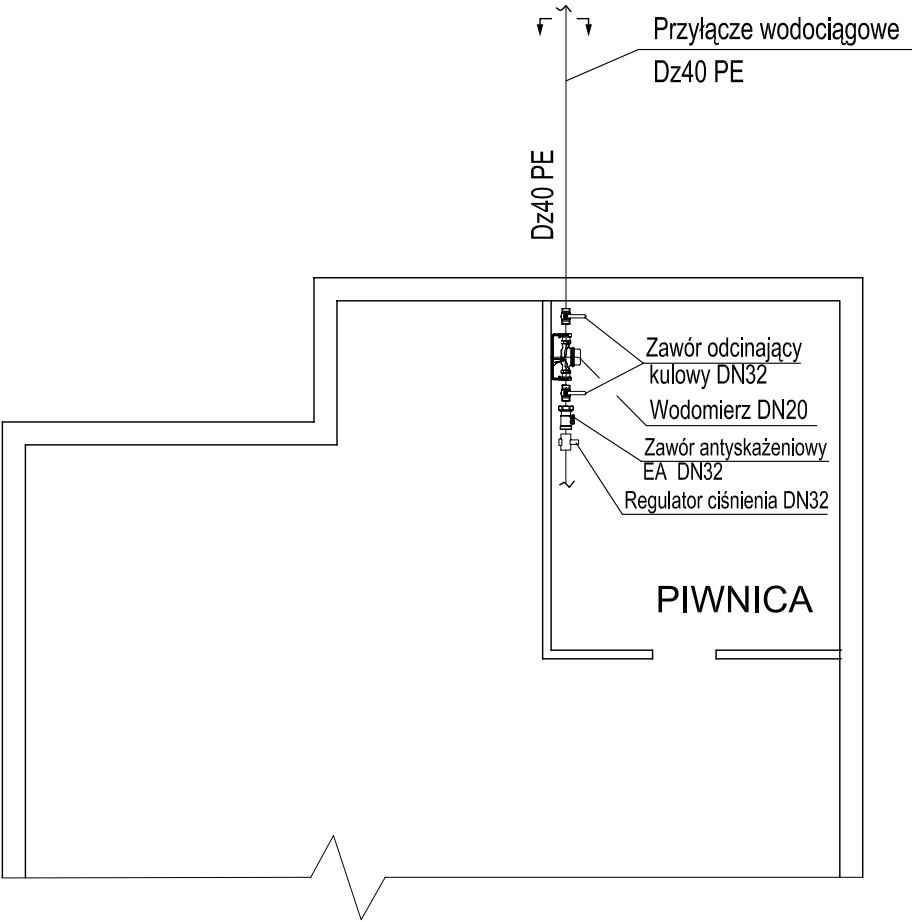 Przyłącze wodociągowe
Dz40 PE
Dz40 PE
Zawór odcinający
kulowy DN32
Wodomierz DN20
Zawór antyskażeniowy
EA DN32
Regulator ciśnienia DN32
PIWNICA